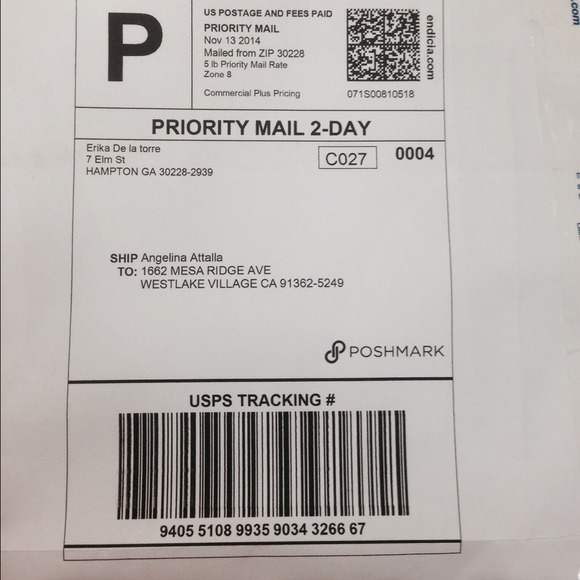 P
US POSTAGE AND FEES PAID
PRIORITY MAIL
Nov 13 2014
Mailed from ZIP 30228
5 lb Priority Mail Rate
Zone 8
Commercial Plus Pricing
071S00810518
endicia.com
PRIORITY MAIL 2-DAY
Erika De la torre
7 Elm St
HAMPTON GA 30228-2939
C027
0004
SHIP Angelina Attalla
TO: 1662 MESA RIDGE AVE
WESTLAKE VILLAGE CA 91362-5249
POSHMARK
USPS TRACKING #
9405 5108 9935 9034 3266 67